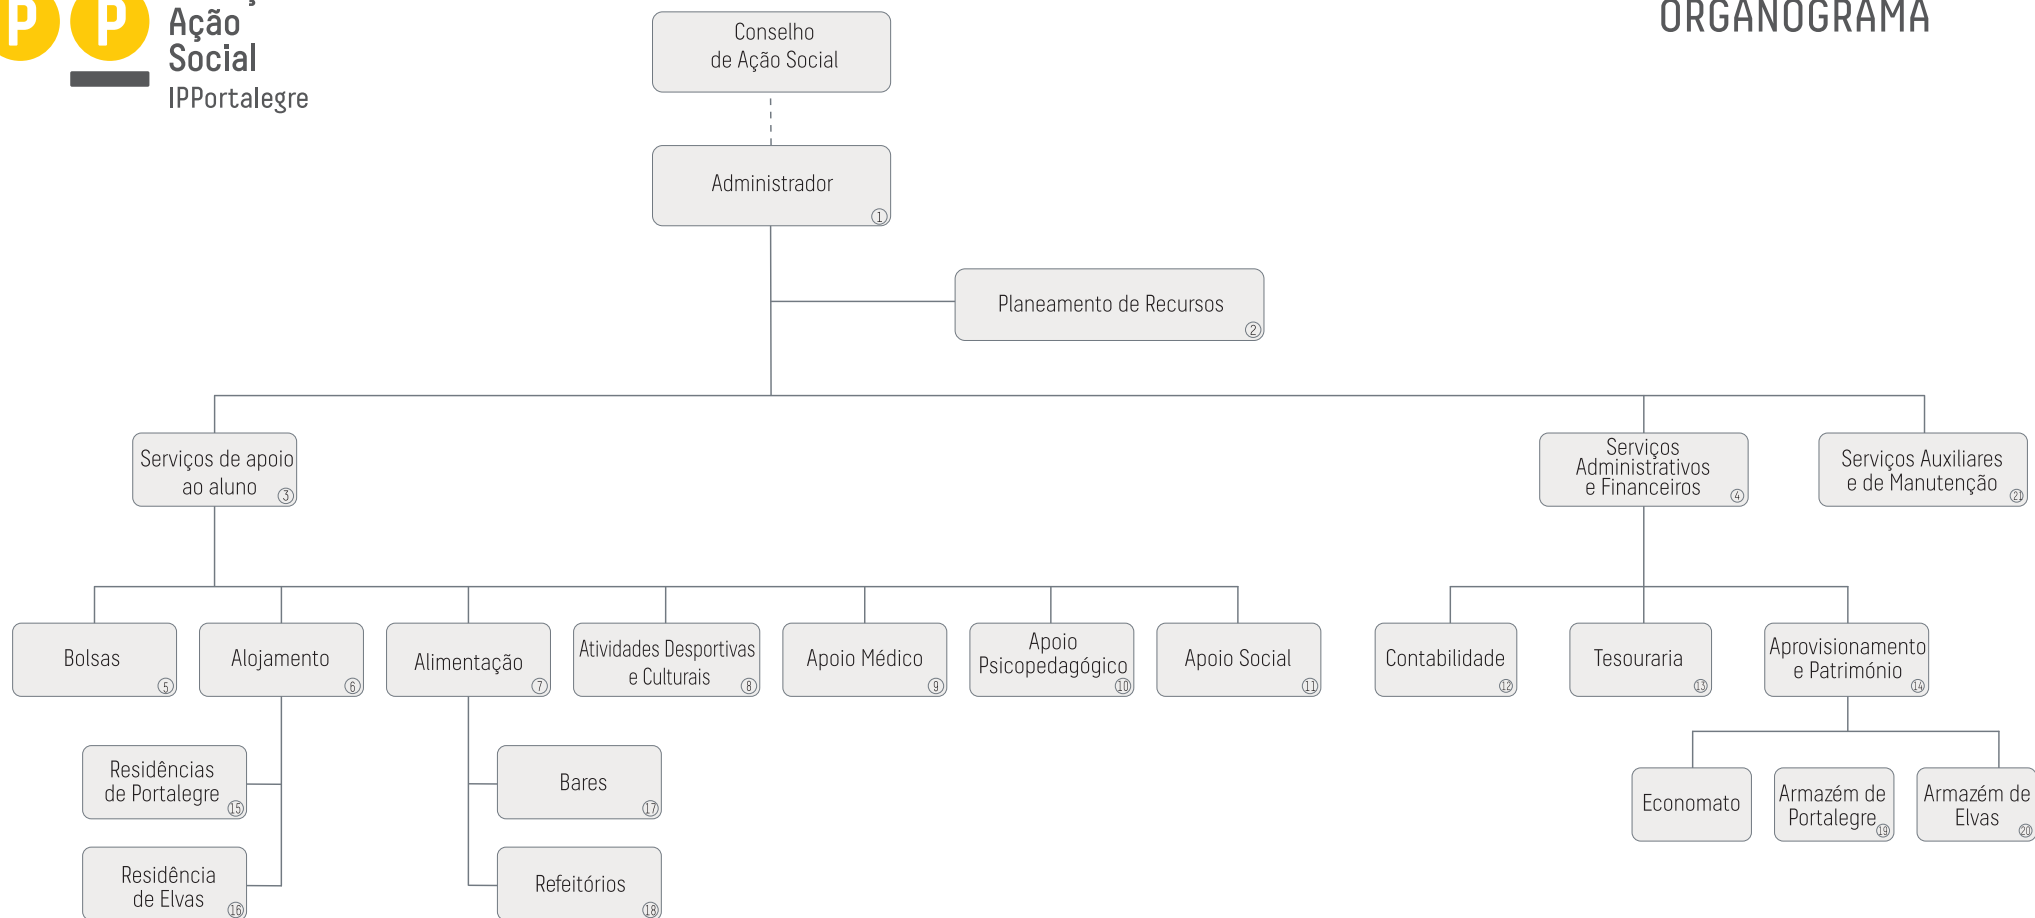 P P
Ação
Social
IPPortalegre
ORGANOGRAMA
Conselho
de Ação Social
Administrador
①
Planeamento de Recursos
②
Serviços de apoio
ao aluno
③
Serviços
Administrativos
e Financeiros
④
Serviços Auxiliares
e de Manutenção
㉑
Bolsas
⑤
Alojamento
⑥
Alimentação
⑦
Atividades Desportivas
e Culturais
⑧
Apoio Médico
⑨
Apoio
Psicopedagógico
⑩
Apoio Social
⑪
Contabilidade
⑫
Tesouraria
⑬
Aprovisionamento
e Património
⑭
Residências
de Portalegre
⑮
Bares
⑰
Economato
Armazém de
Portalegre
⑲
Armazém de
Elvas
⑳
Residência
de Elvas
⑯
Refeitórios
⑱